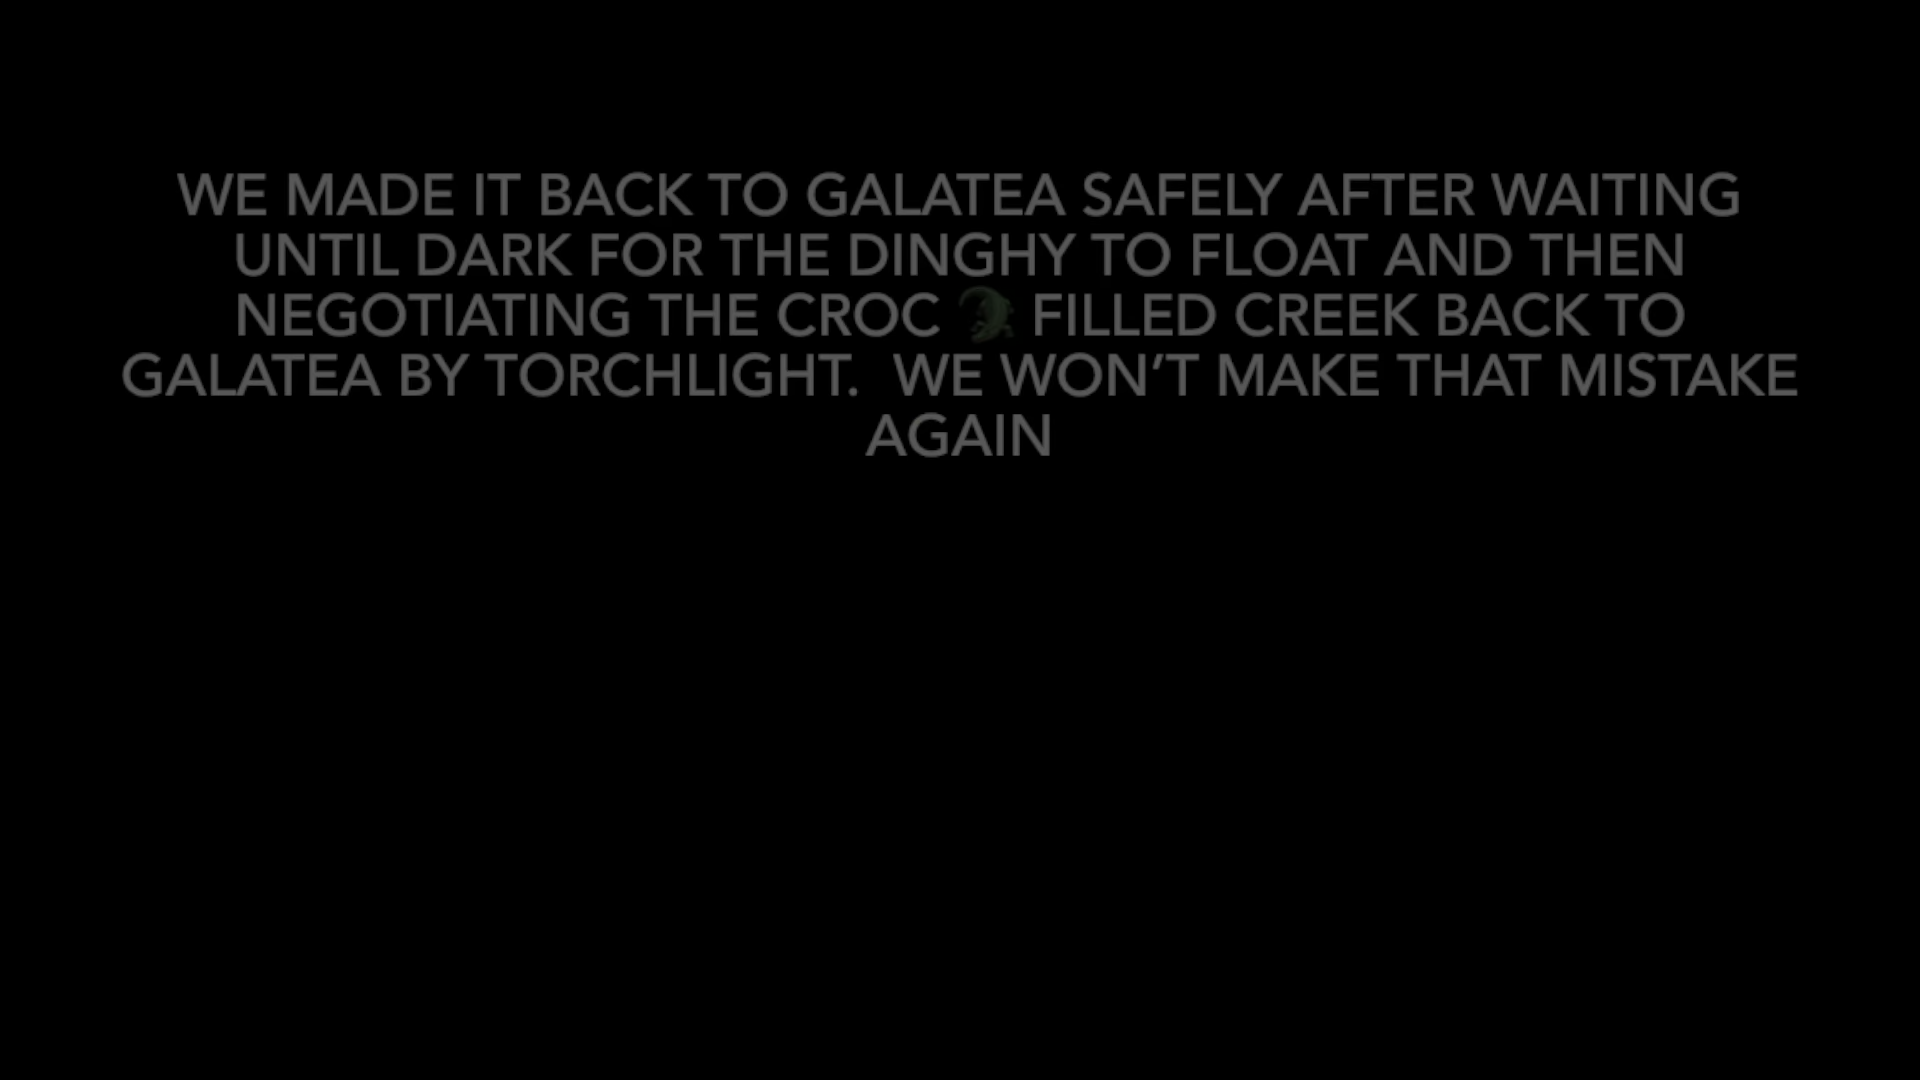 WE MADE IT BACK TO GALATEA SAFELY AFTER WAITING
UNTIL DARK FOR THE DINGHY TO FLOAT AND THEN
NEGOTIATING THE CROC 🐊 FILLED CREEK BACK TO
GALATEA BY TORCHLIGHT.  WE WON’T MAKE THAT MISTAKE
AGAIN